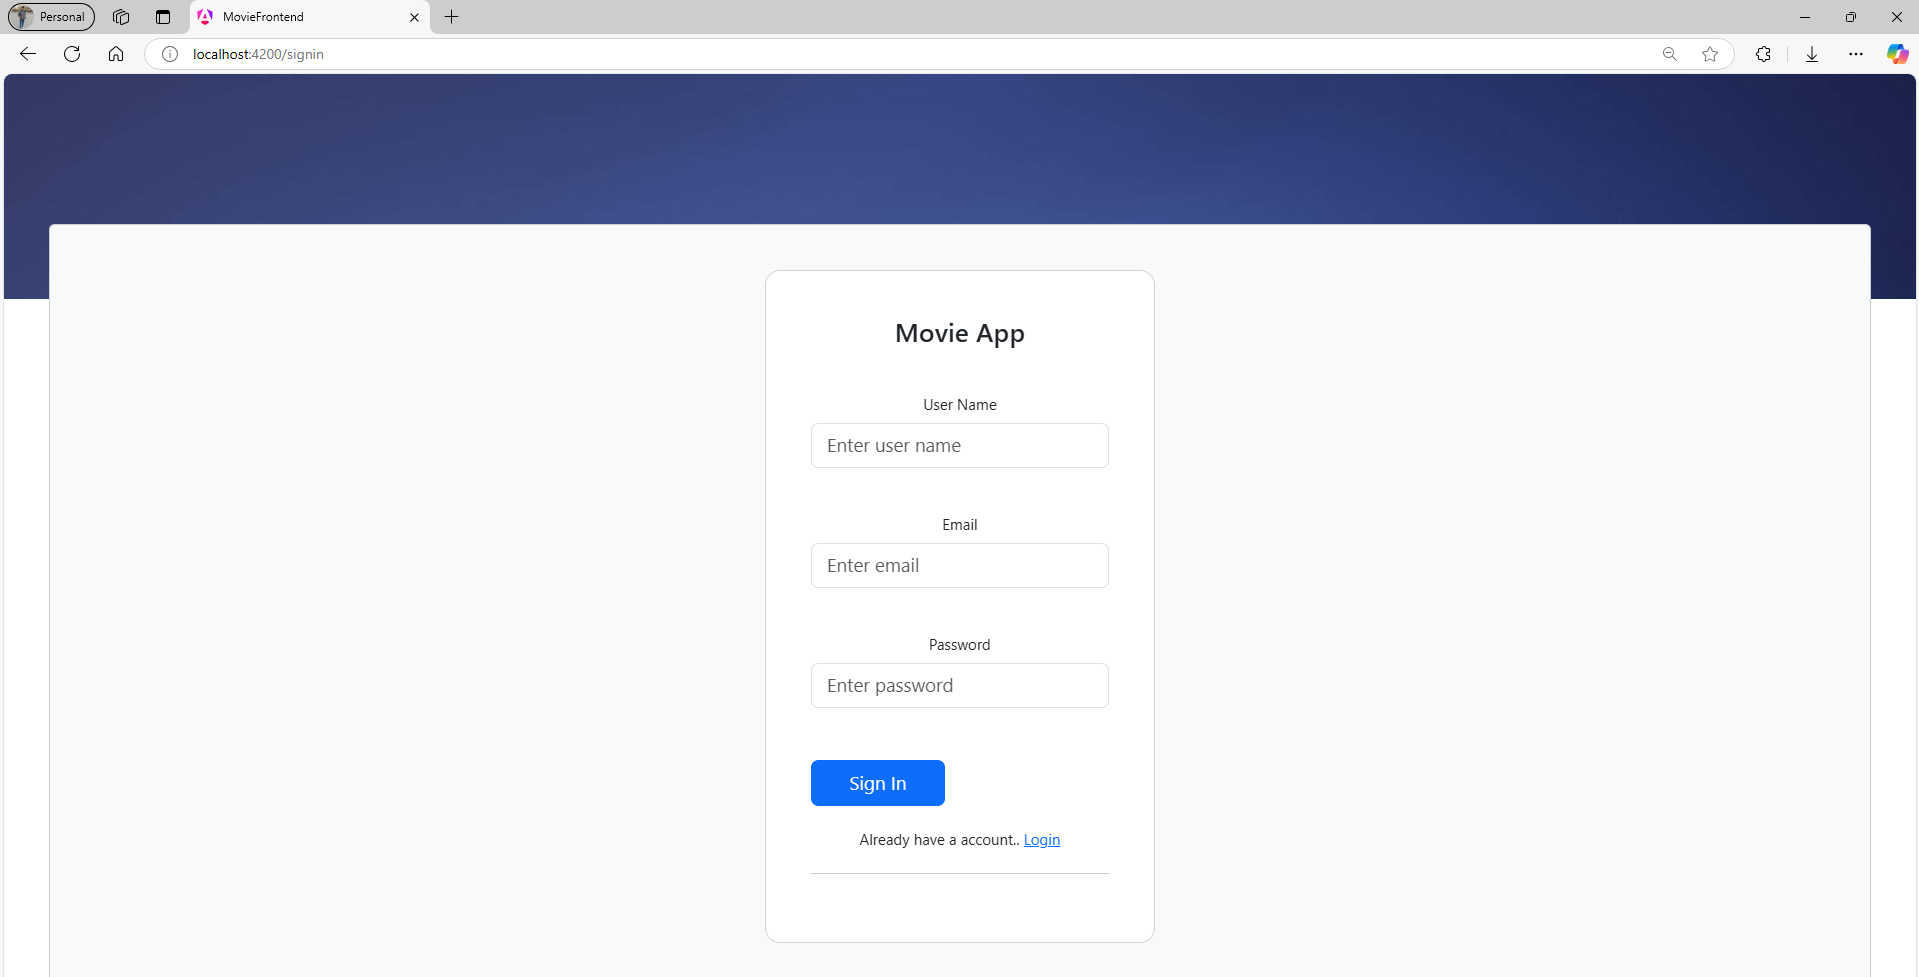 Personal
MovieFrontend
localhost:4200/signin
Movie App
User Name
Enter user name
Email
Enter email
Password
Enter password
Sign In
Already have a account.. Login